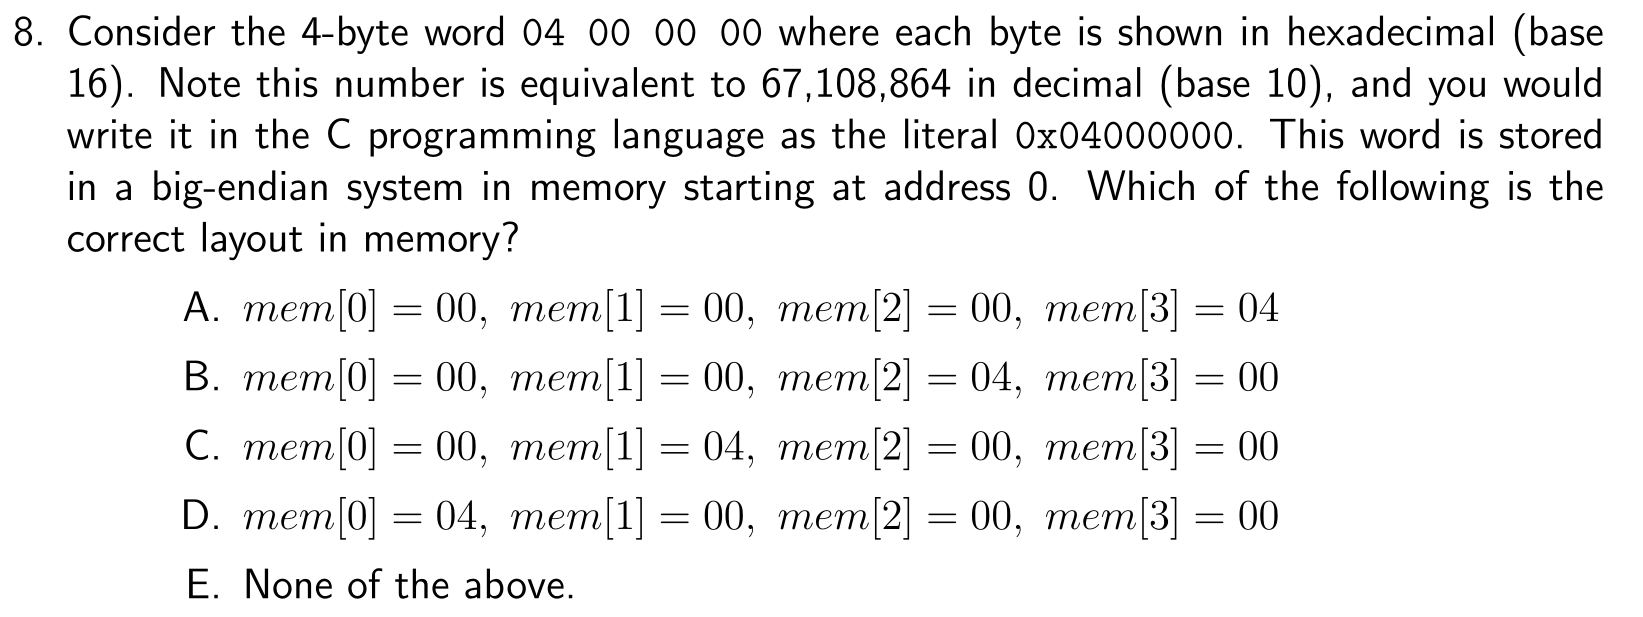 8. Consider the 4-byte word 04 00 00 00 where each byte is shown in hexadecimal (base
16). Note this number is equivalent to 67,108,864 in decimal (base 10), and you would
write it in the C programming language as the literal 0x04000000. This word is stored
in a big-endian system in memory starting at address 0. Which of the following is the
correct layout in memory?
A. mem[0] = 00, mem[1] = 00, mem[2] = 00, mem[3] = 04
B. mem[0] = 00, mem[1] = 00, mem[2] = 04, mem[3] = 00
C. mem[0] = 00, mem[1] = 04, mem[2] = 00, mem[3] = 00
D. mem[0] = 04, mem[1] = 00, mem[2] = 00, mem[3] = 00
E. None of the above.